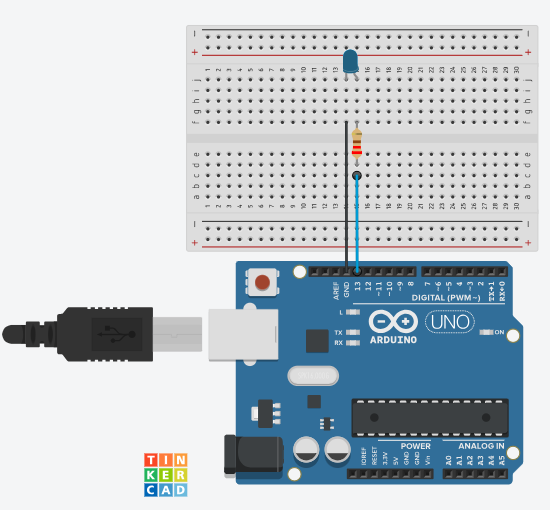 − −
+ +
1 2 3 4 5 6 7 8 9 10 11 12 13 16 17 18 19 20 21 22 23 24 25 26 27 28 29 30
j j
i i
h h
g g
f f
e e
d d
c c
b b
a a
1 2 3 4 5 6 7 8 9 10 11 12 13 14 15 16 17 18 19 20 21 22 23 24 25 26 27 28 29 30
− −
+ +
AREF
GND
13
12
~11
~10
~9
8
7
~6
~5
4
~3
2
TX→1
RX←0
DIGITAL (PWM~)
L
TX
RX
ARDUINO
UNO
ON
POWER
ANALOG IN
IOREF
RESET
3.3V
5V
GND
GND
Vin
A0
A1
A2
A3
A4
A5
TIN
KER
CAD